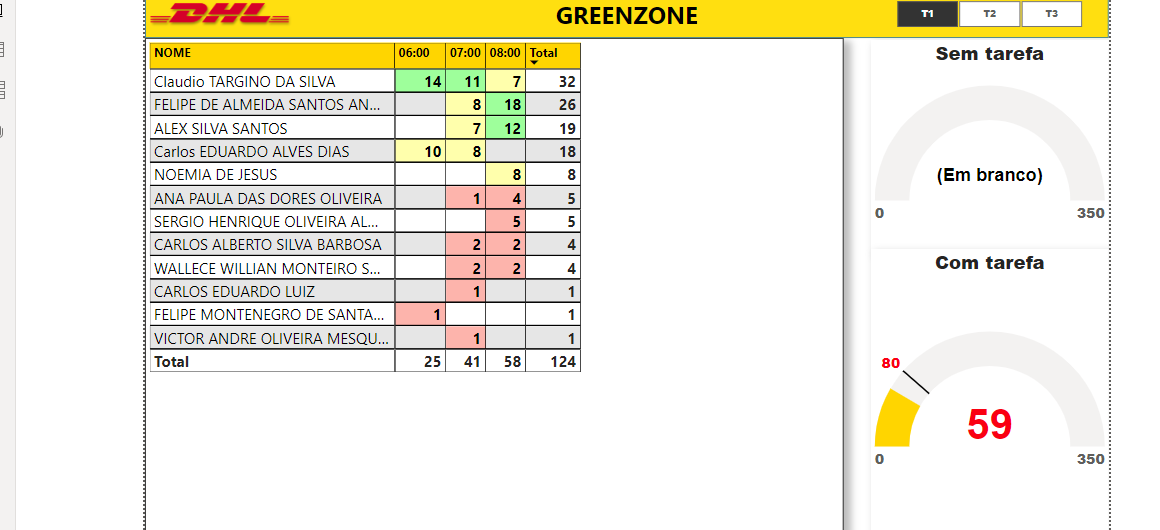 DHL
GREENZONE
T1 T2 T3
NOME 06:00 07:00 08:00 Total
Claudio TARGINO DA SILVA 14 11 7 32
FELIPE DE ALMEIDA SANTOS AN... 8 18 26
ALEX SILVA SANTOS 7 12 19
Carlos EDUARDO ALVES DIAS 10 8 18
NOEMIA DE JESUS 8 8
ANA PAULA DAS DORES OLIVEIRA 1 4 5
SERGIO HENRIQUE OLIVEIRA AL... 5 5
CARLOS ALBERTO SILVA BARBOSA 2 2 4
WALLECE WILLIAN MONTEIRO S... 2 2 4
CARLOS EDUARDO LUIZ 1 1
FELIPE MONTENEGRO DE SANTA... 1 1
VICTOR ANDRE OLIVEIRA MESQU... 1 1
Total 25 41 58 124
Sem tarefa
(Em branco)
0 350
Com tarefa
80
59
0 350